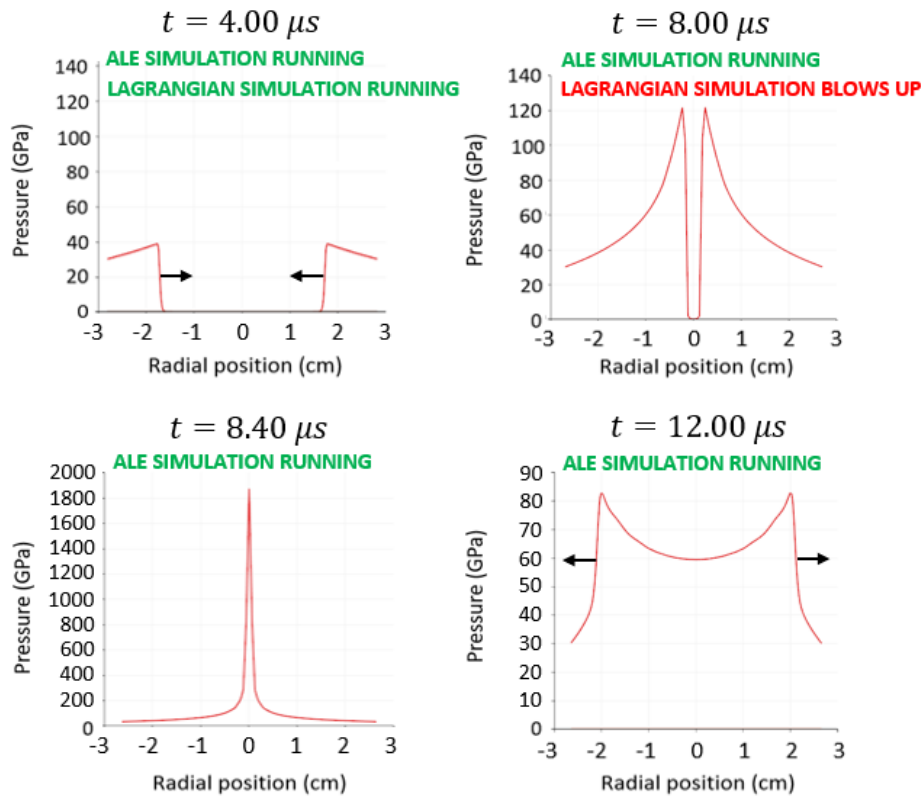 t = 4.00 μs
ALE SIMULATION RUNNING
LAGRANGIAN SIMULATION RUNNING
140
120
100
80
60
40
20
0
-3 -2 -1 0 1 2 3
Pressure (GPa)
Radial position (cm)
t = 8.00 μs
ALE SIMULATION RUNNING
LAGRANGIAN SIMULATION BLOWS UP
140
120
100
80
60
40
20
0
-3 -2 -1 0 1 2 3
Pressure (GPa)
Radial position (cm)
t = 8.40 μs
ALE SIMULATION RUNNING
2000
1800
1600
1400
1200
1000
800
600
400
200
0
-3 -2 -1 0 1 2 3
Pressure (GPa)
Radial position (cm)
t = 12.00 μs
ALE SIMULATION RUNNING
90
80
70
60
50
40
30
20
10
0
-3 -2 -1 0 1 2 3
Pressure (GPa)
Radial position (cm)